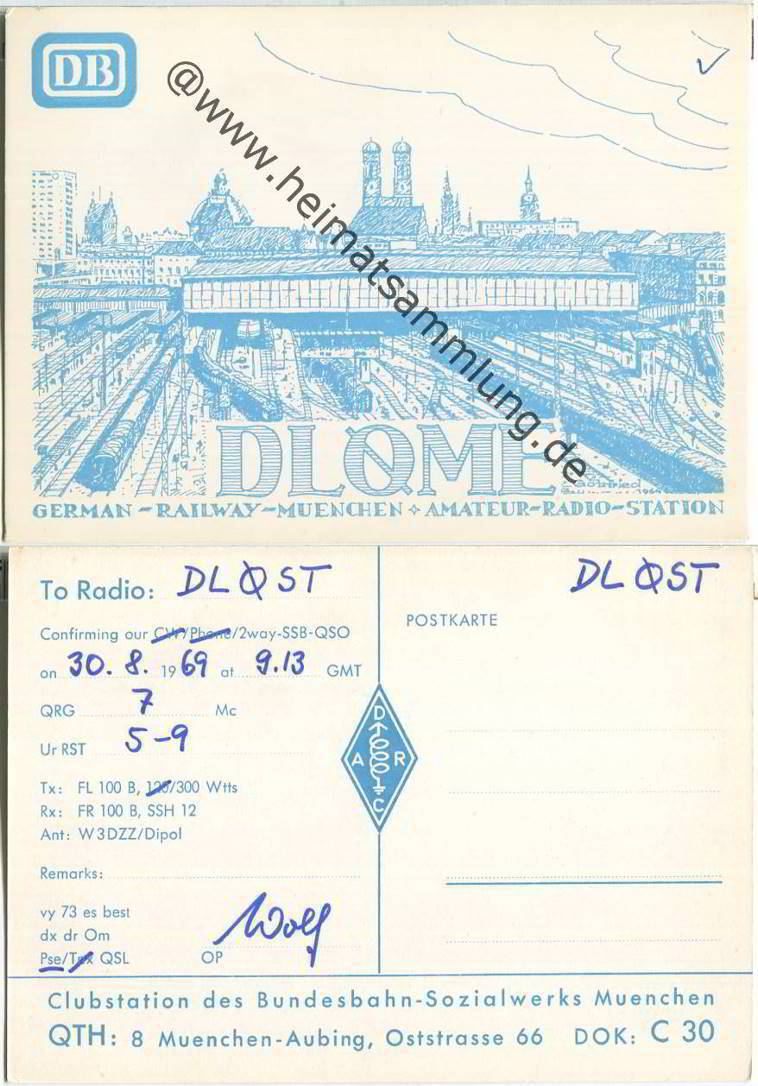 DB
@www.heimatsammlung.de
DLØME
Gottfried
1969
GERMAN-RAILWAY-MUENCHEN AMATEUR-RADIO-STATION
To Radio: DLØST
Confirming our CW/Phone/2way-SSB-QSO
on 30. 8. 1969 at 9.13 GMT
QRG 7 Mc
Ur RST 5-9
Tx: FL 100 B, 120/300 Wtts
Rx: FR 100 B, SSH 12
Ant: W3DZZ/Dipol
Remarks:
vy 73 es best
dx dr Om
Pse/Tnx QSL OP Wolf
DARC
DLØST
POSTKARTE
Clubstation des Bundesbahn-Sozialwerks Muenchen
QTH: 8 Muenchen-Aubing, Oststrasse 66 DOK: C 30